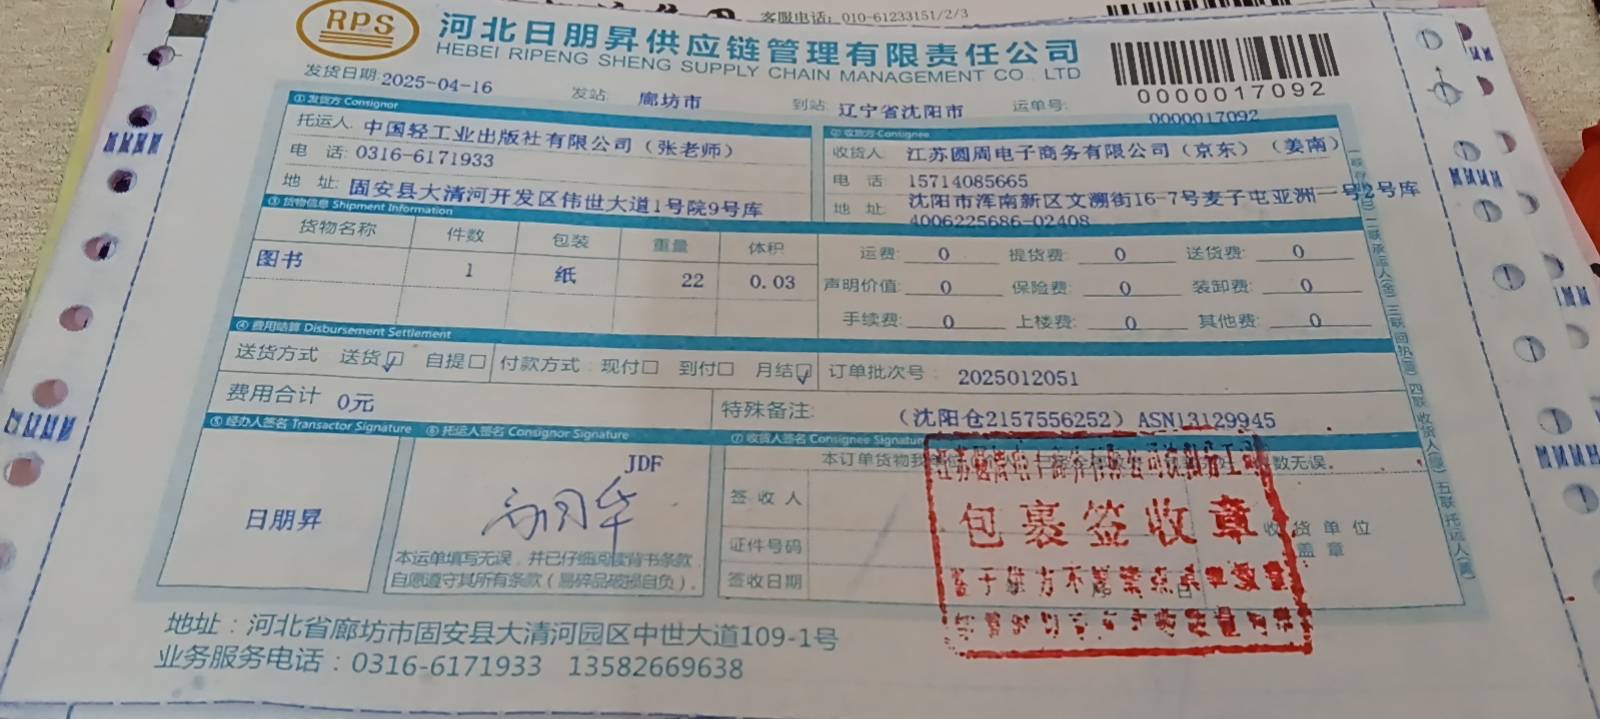 客服电话：010-61233151/2/3
RPS
河北日朋昇供应链管理有限责任公司
HEBEI RIPENG SHENG SUPPLY CHAIN MANAGEMENT CO., LTD
0000017092
发货日期: 2025-04-16 发站: 廊坊市 到站: 辽宁省沈阳市 运单号: 0000017092
① 发货方 Consignor
② 收货方 Consignee
托运人: 中国轻工业出版社有限公司（张老师）
收货人: 江苏圆周电子商务有限公司（京东）（姜南）
电 话: 0316-6171933
电 话: 15714085665
地 址: 固安县大清河开发区伟世大道1号院9号库
地 址: 沈阳市浑南新区文溯街16-7号麦子屯亚洲一号2号库
4006225686-02408
③ 货物信息 Shipment Information
货物名称 件数 包装 重量 体积
图书 1 纸 22 0.03
运费: 0 提货费: 0 送货费: 0
声明价值: 0 保险费: 0 装卸费: 0
手续费: 0 上楼费: 0 其他费: 0
④ 费用结算 Disbursement Settlement
送货方式 送货☑ 自提☐ 付款方式: 现付☐ 到付☐ 月结☑ 订单批次号: 2025012051
费用合计 0元 特殊备注: （沈阳仓2157556252）ASN13129945
⑤ 经办人签名 Transactor Signature ⑥ 托运人签名 Consignor Signature ⑦ 收货人签名 Consignee Signature
日朋昇
JDF
本运单填写无误，并已仔细阅读背书条款，
自愿遵守其所有条款（易碎品破损自负）。
本订单货物我 数无误。
签 收 人
证件号码
签收日期
收 货 单 位
盖 章
包裹签收章
地址：河北省廊坊市固安县大清河园区中世大道109-1号
业务服务电话：0316-6171933 13582669638